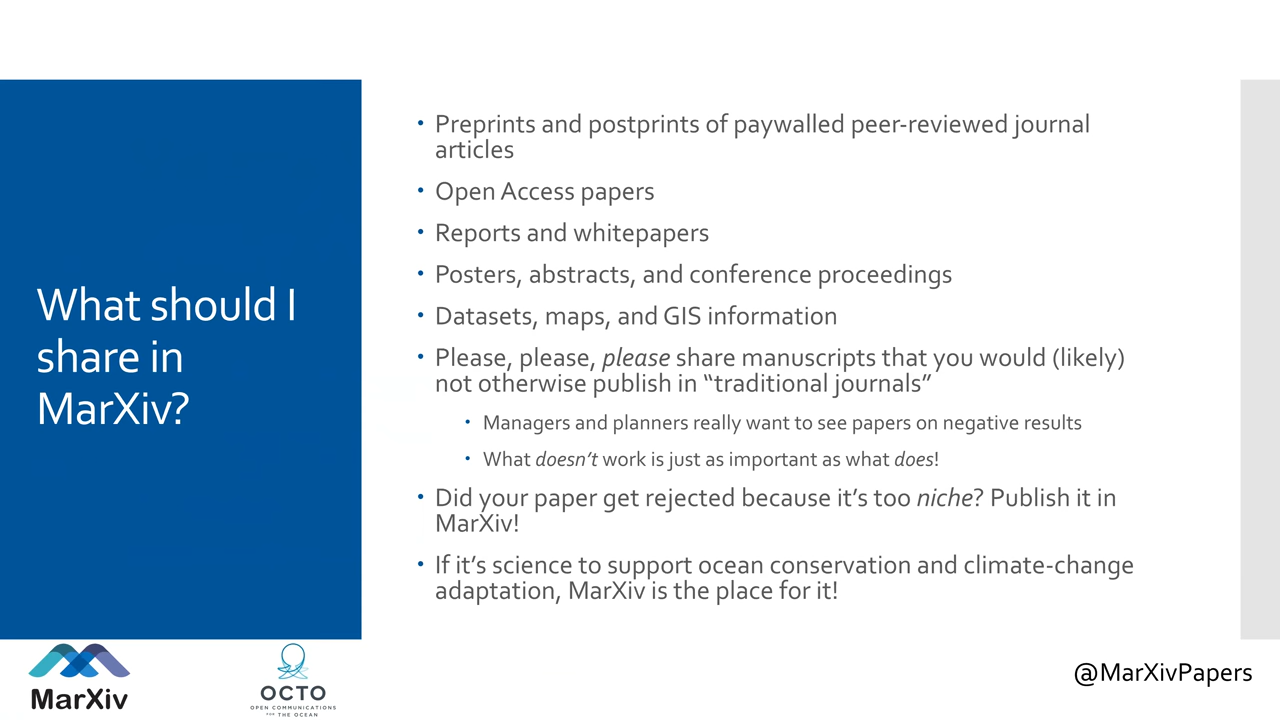 What should I
share in
MarXiv?
• Preprints and postprints of paywalled peer-reviewed journal
articles
• Open Access papers
• Reports and whitepapers
• Posters, abstracts, and conference proceedings
• Datasets, maps, and GIS information
• Please, please, please share manuscripts that you would (likely)
not otherwise publish in “traditional journals”
• Managers and planners really want to see papers on negative results
• What doesn’t work is just as important as what does!
• Did your paper get rejected because it’s too niche? Publish it in
MarXiv!
• If it’s science to support ocean conservation and climate-change
adaptation, MarXiv is the place for it!
MarXiv
OCTO
OPEN COMMUNICATIONS
FOR THE OCEAN
@MarXivPapers